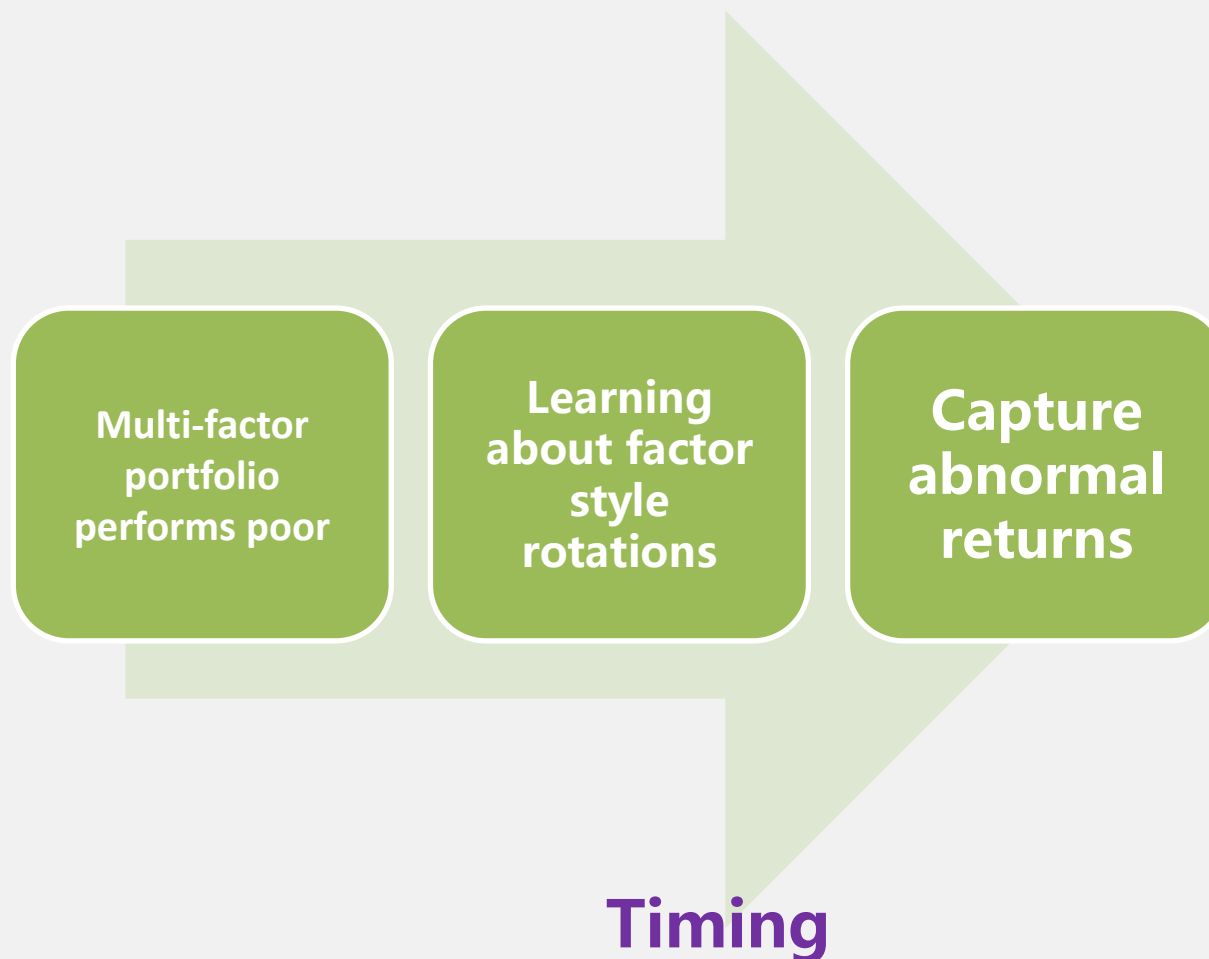 Multi-factor
portfolio
performs poor
Learning
about factor
style
rotations
Capture
abnormal
returns
Timing